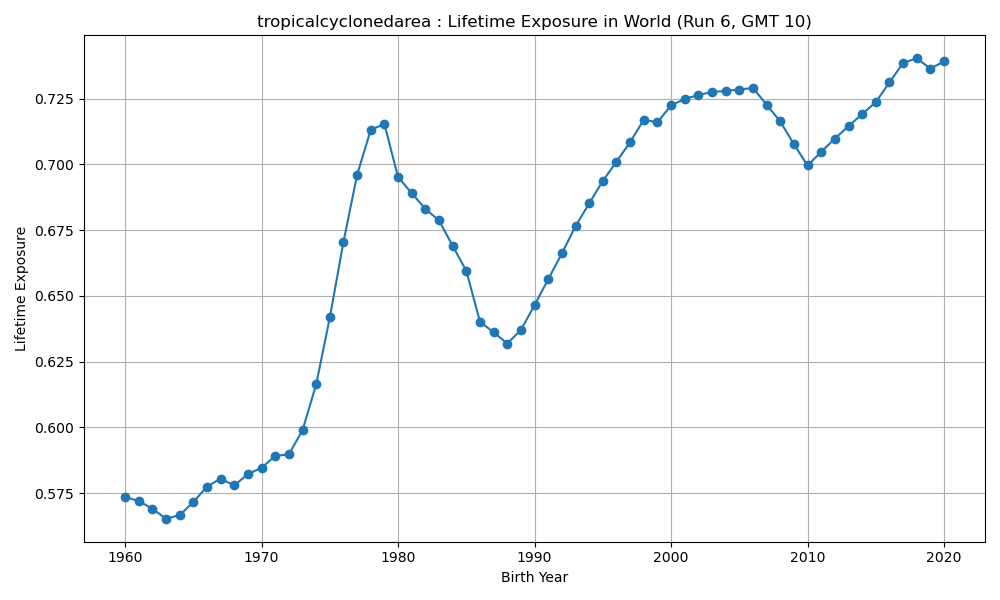 tropicalcyclonedarea : Lifetime Exposure in World (Run 6, GMT 10)
Lifetime Exposure
0.725
0.700
0.675
0.650
0.625
0.600
0.575
1960 1970 1980 1990 2000 2010 2020
Birth Year